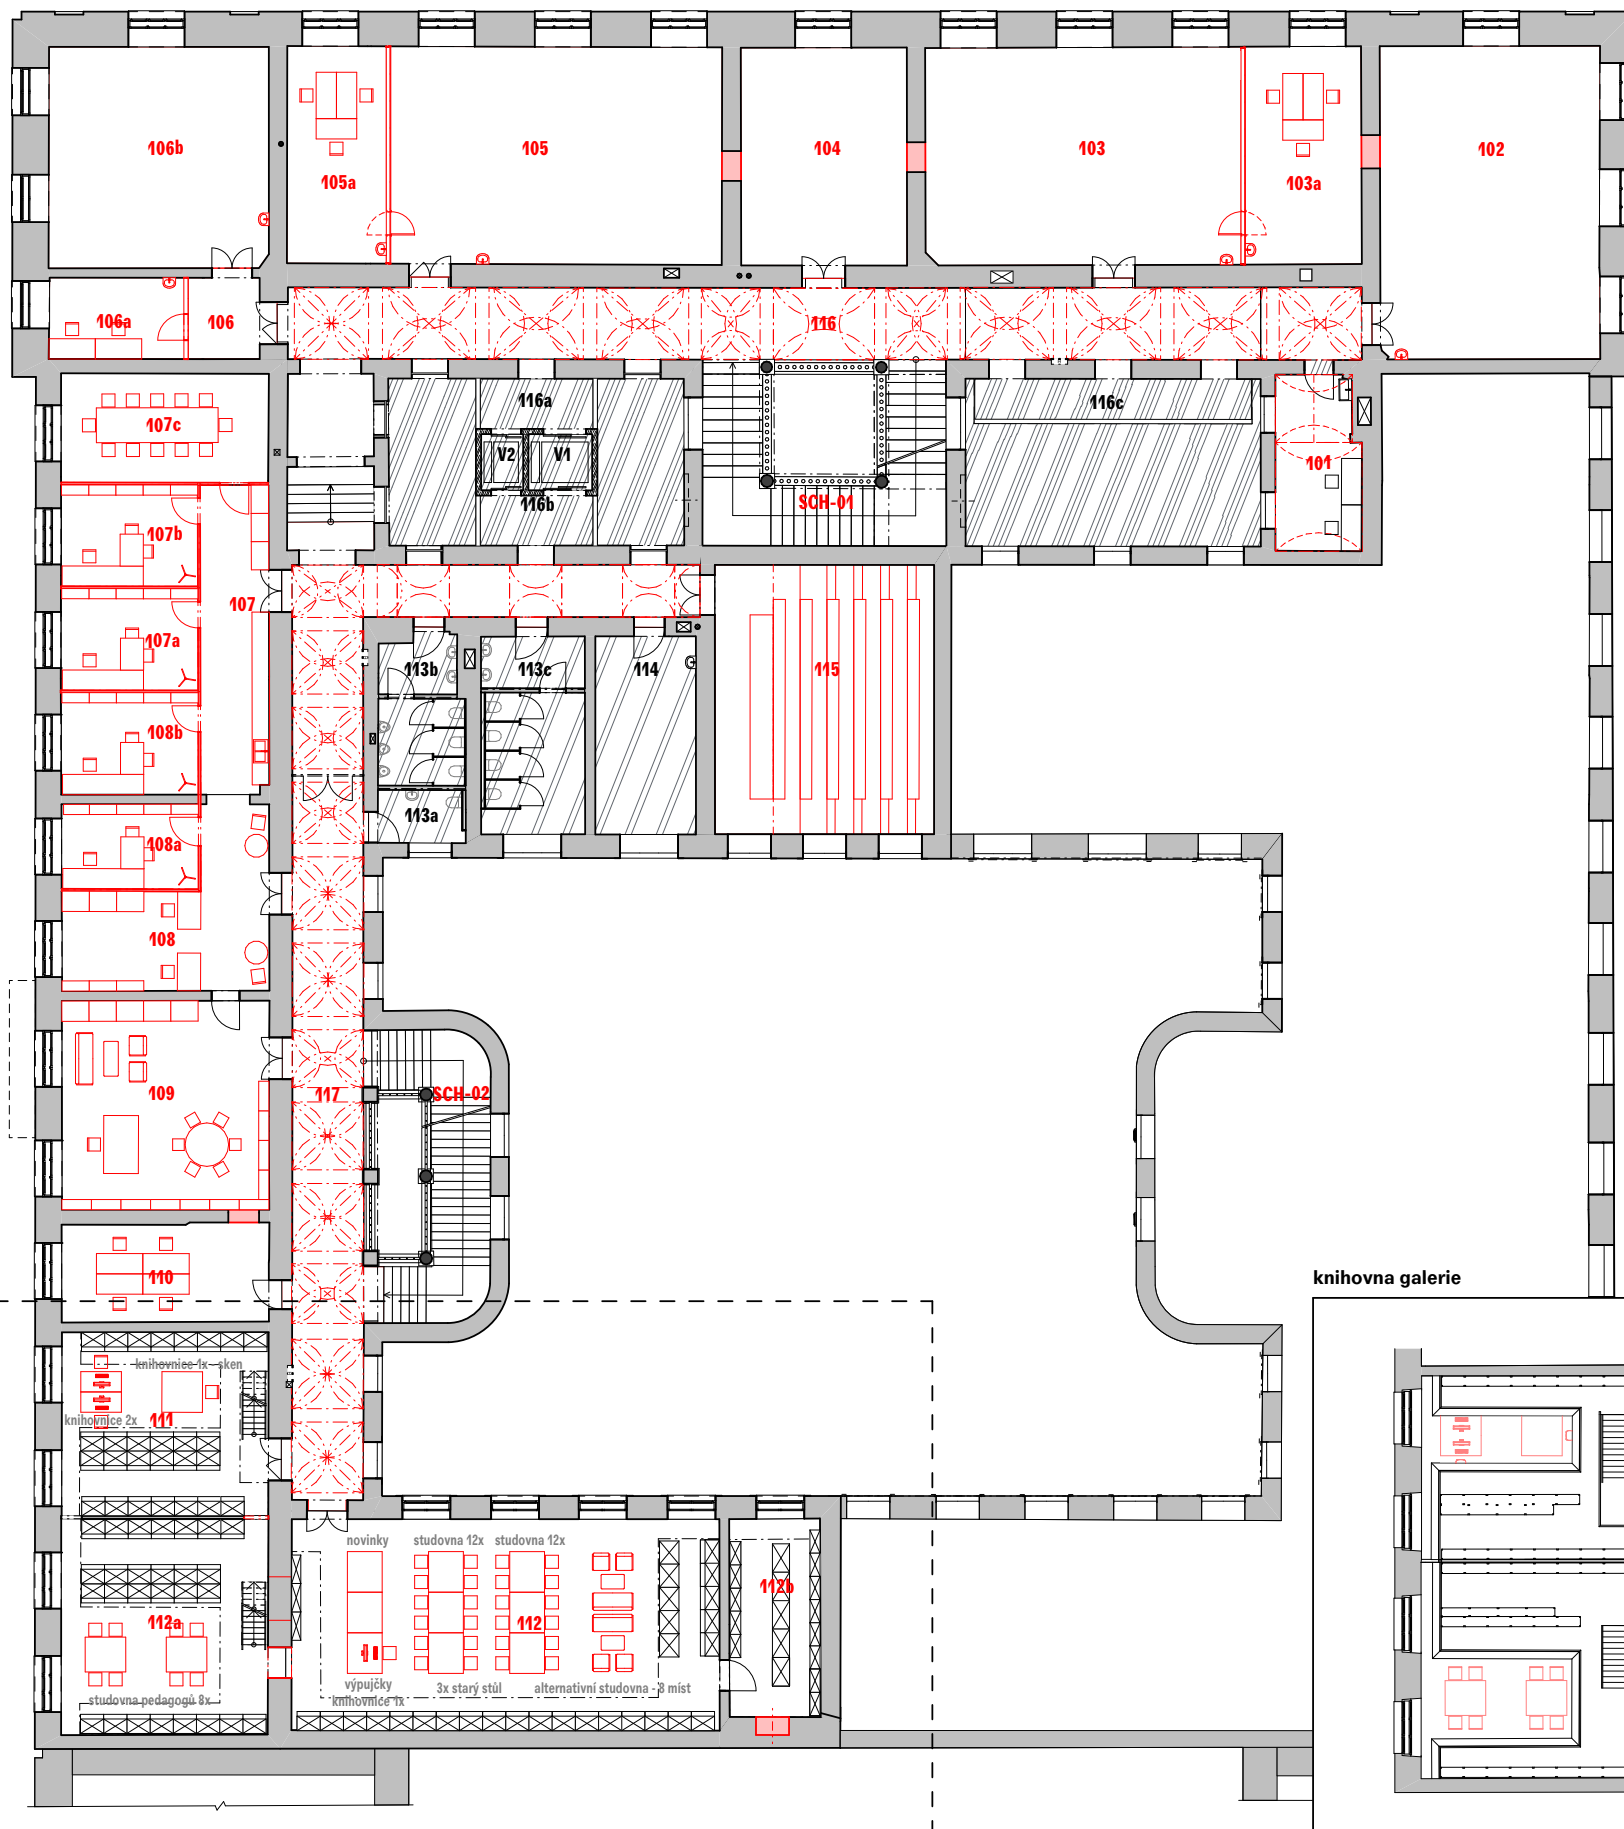 106b
105a
105
104
103
103a
102
106a
106
116
107c
116a
116c
V2
V1
101
116b
SCH-01
107b
107
107a
113b
113c
114
115
108b
113a
108a
108
109
117
SCH-02
110
knihovna galerie
knihovnice 1x - sken
knihovnice 2x
111
novinky
studovna 12x
studovna 12x
112b
112a
112
studovna pedagogů 8x
výpujčky
knihovnice 1x
3x starý stůl
alternativní studovna - 8 míst